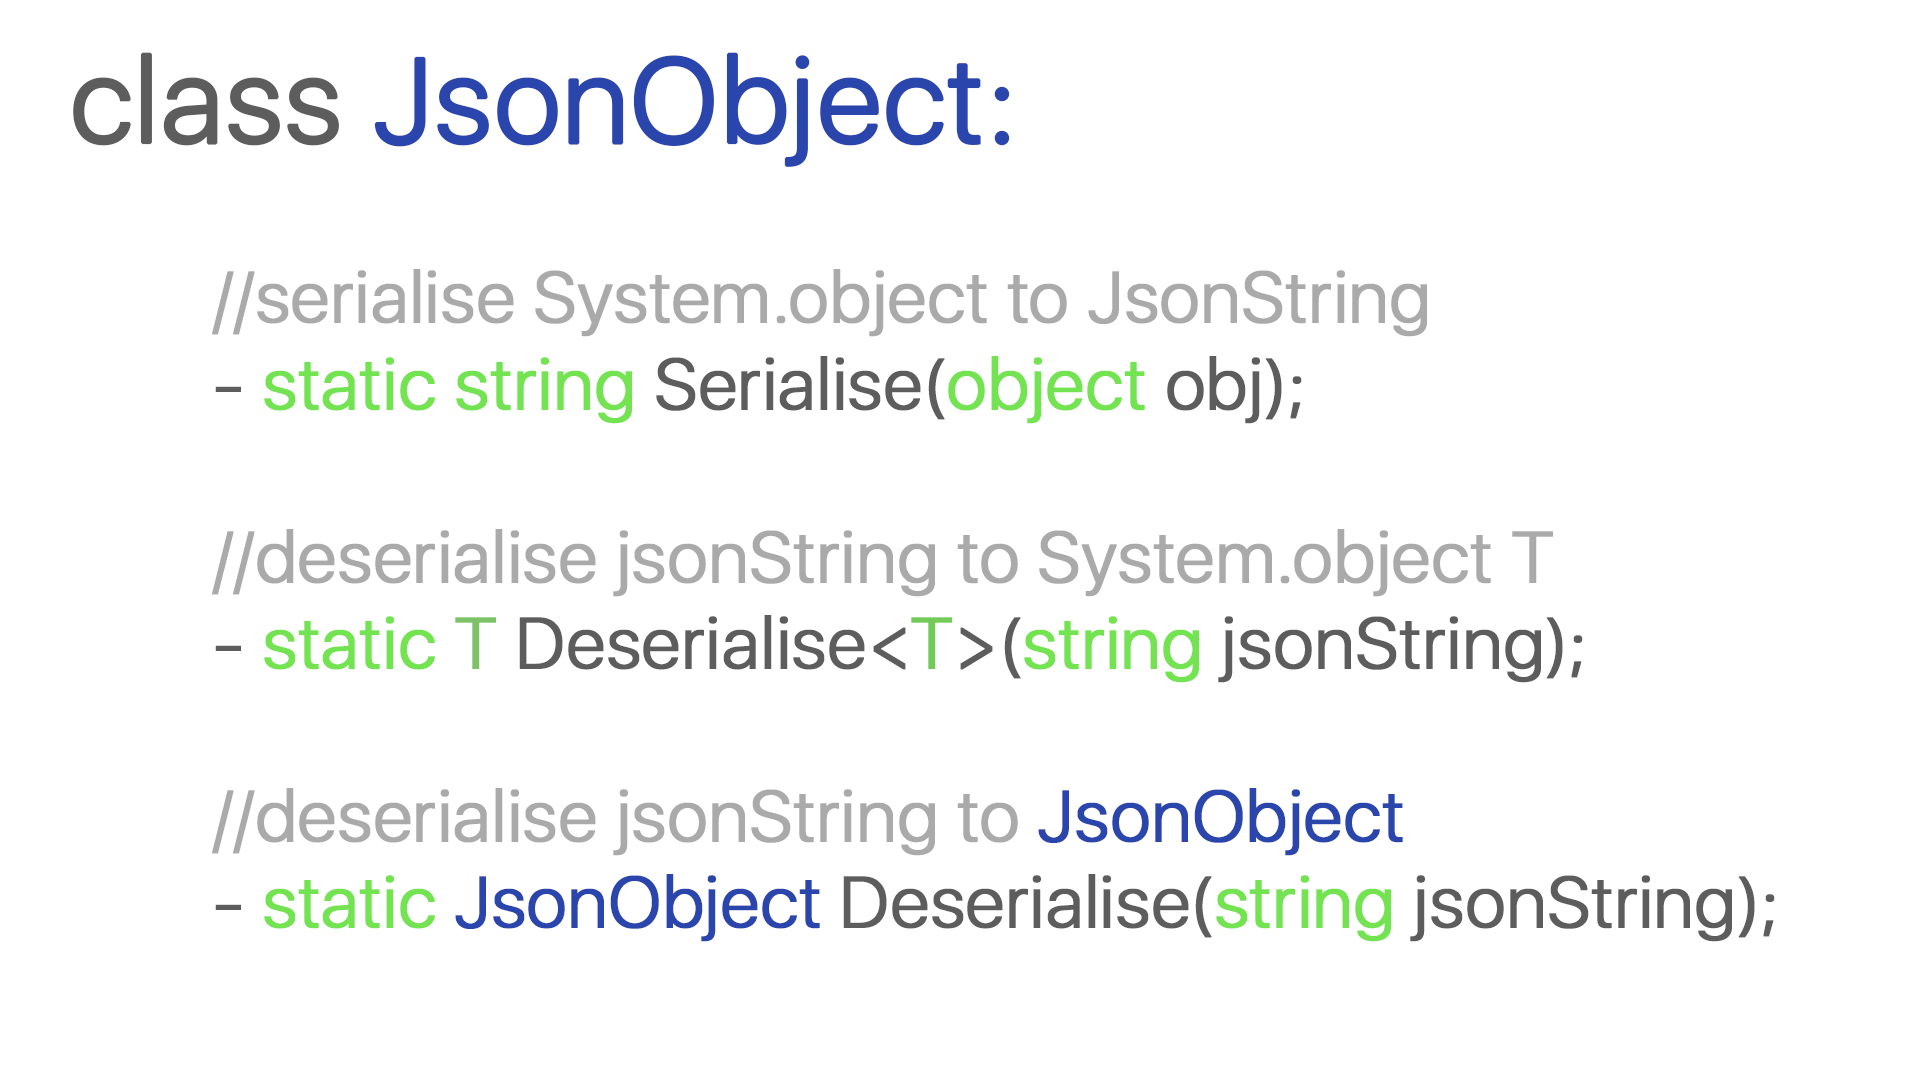 class JsonObject:
//serialise System.object to JsonString
- static string Serialise(object obj);
//deserialise jsonString to System.object T
- static T Deserialise<T>(string jsonString);
//deserialise jsonString to JsonObject
- static JsonObject Deserialise(string jsonString);